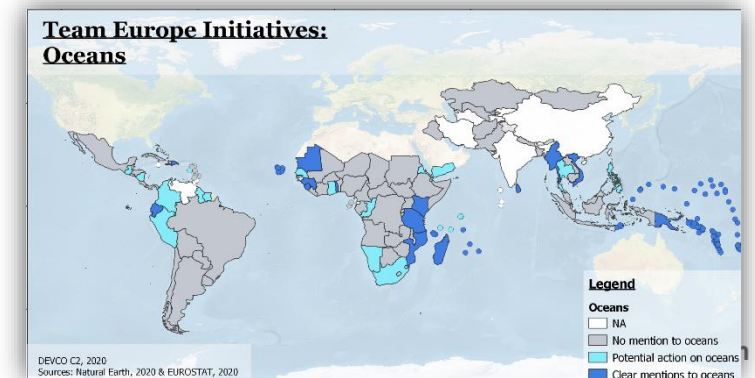 Team Europe Initiatives:
Oceans
Legend
Oceans
NA
No mention to oceans
Potential action on oceans
Clear mentions to oceans
DEVCO C2, 2020
Sources: Natural Earth, 2020 & EUROSTAT, 2020